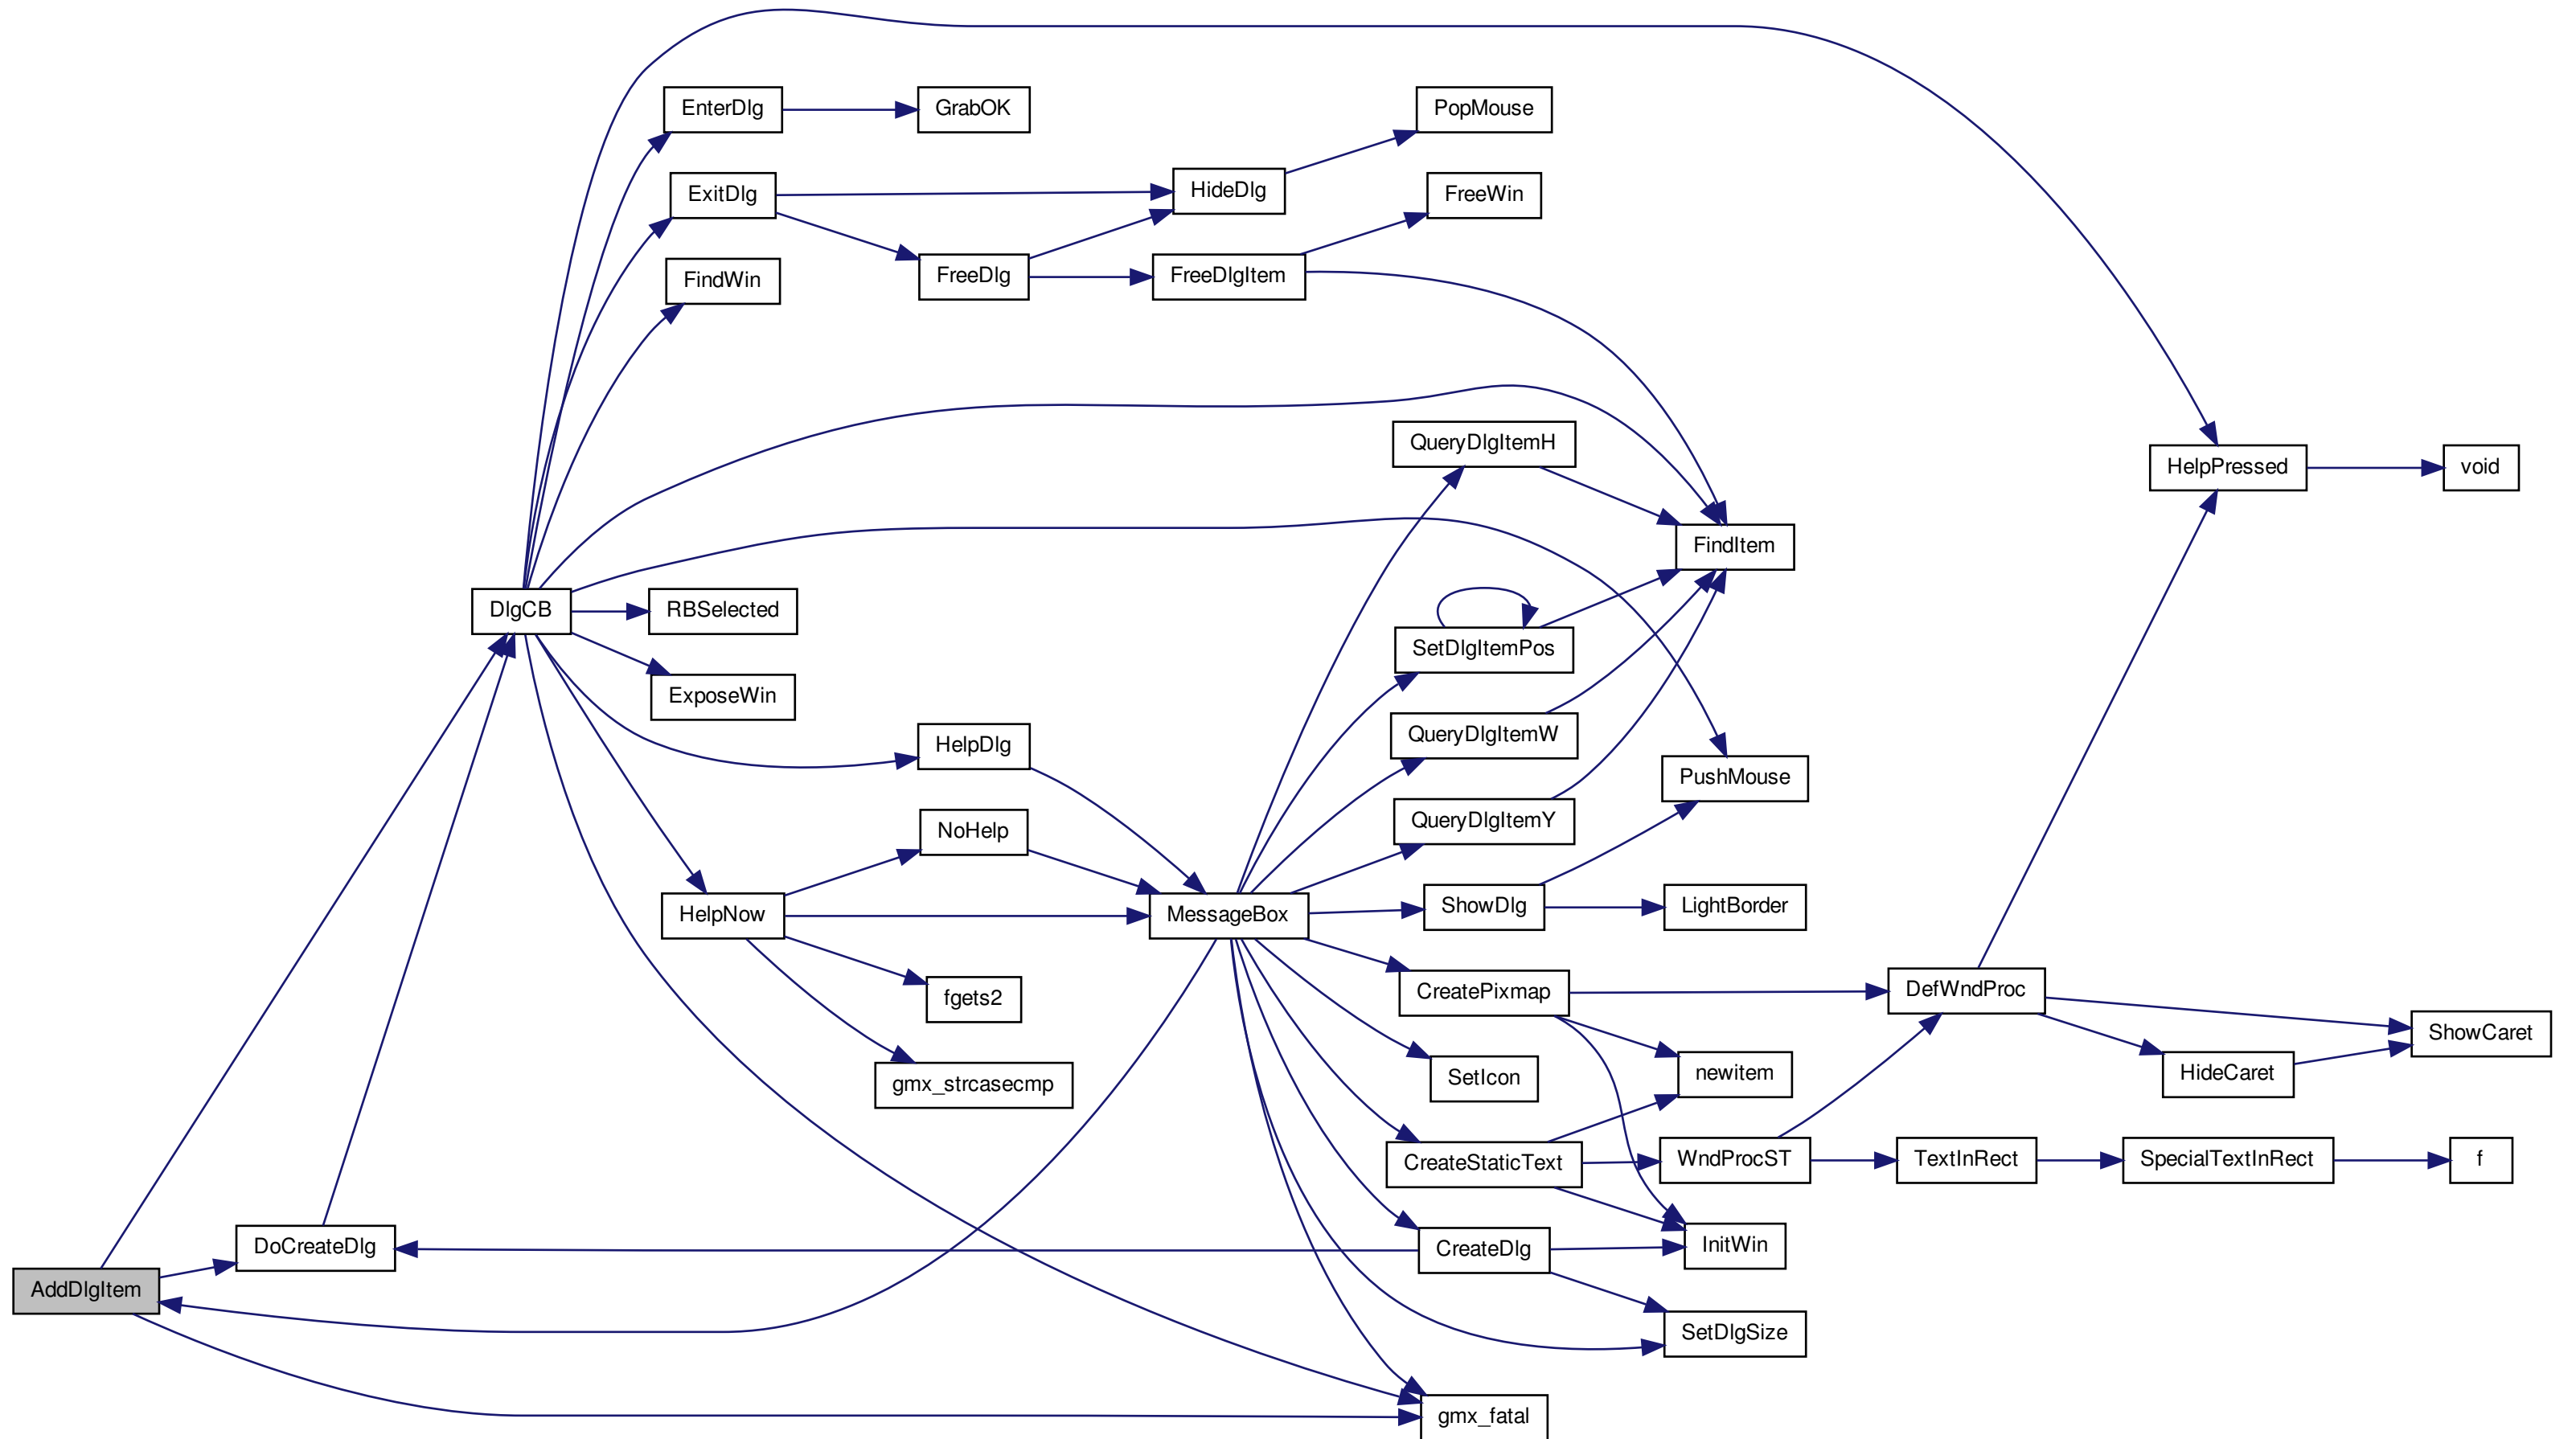 EnterDlg
GrabOK
PopMouse
ExitDlg
HideDlg
FreeWin
FindWin
FreeDlg
FreeDlgItem
QueryDlgItemH
HelpPressed
void
FindItem
DlgCB
RBSelected
SetDlgItemPos
ExposeWin
HelpDlg
QueryDlgItemW
PushMouse
NoHelp
QueryDlgItemY
HelpNow
MessageBox
ShowDlg
LightBorder
fgets2
CreatePixmap
DefWndProc
ShowCaret
gmx_strcasecmp
SetIcon
newitem
HideCaret
CreateStaticText
WndProcST
TextInRect
SpecialTextInRect
f
DoCreateDlg
CreateDlg
InitWin
AddDlgItem
SetDlgSize
gmx_fatal